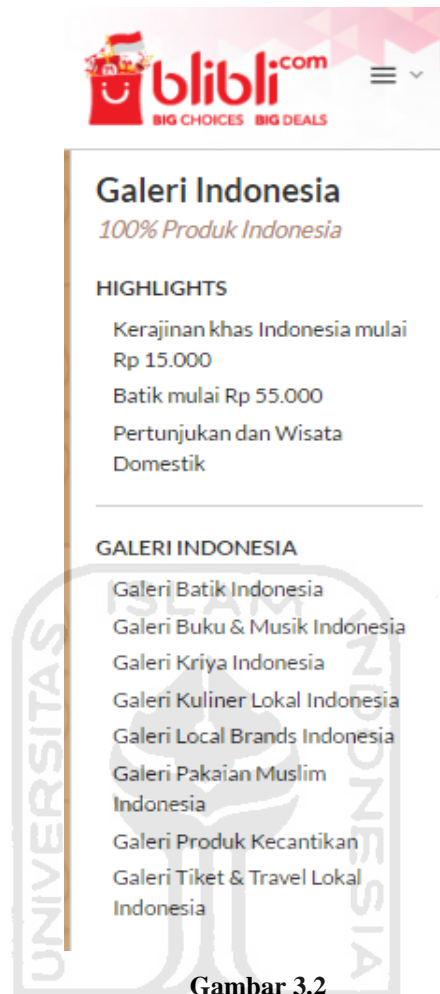 blibli.com
BIG CHOICES BIG DEALS
Galeri Indonesia
100% Produk Indonesia
HIGHLIGHTS
Kerajinan khas Indonesia mulai
Rp 15.000
Batik mulai Rp 55.000
Pertunjukan dan Wisata
Domestik
GALERI INDONESIA
Galeri Batik Indonesia
Galeri Buku & Musik Indonesia
Galeri Kriya Indonesia
Galeri Kuliner Lokal Indonesia
Galeri Local Brands Indonesia
Galeri Pakaian Muslim
Indonesia
Galeri Produk Kecantikan
Galeri Tiket & Travel Lokal
Indonesia
UNIVERSITAS
ISLAM
INDONESIA
Gambar 3.2